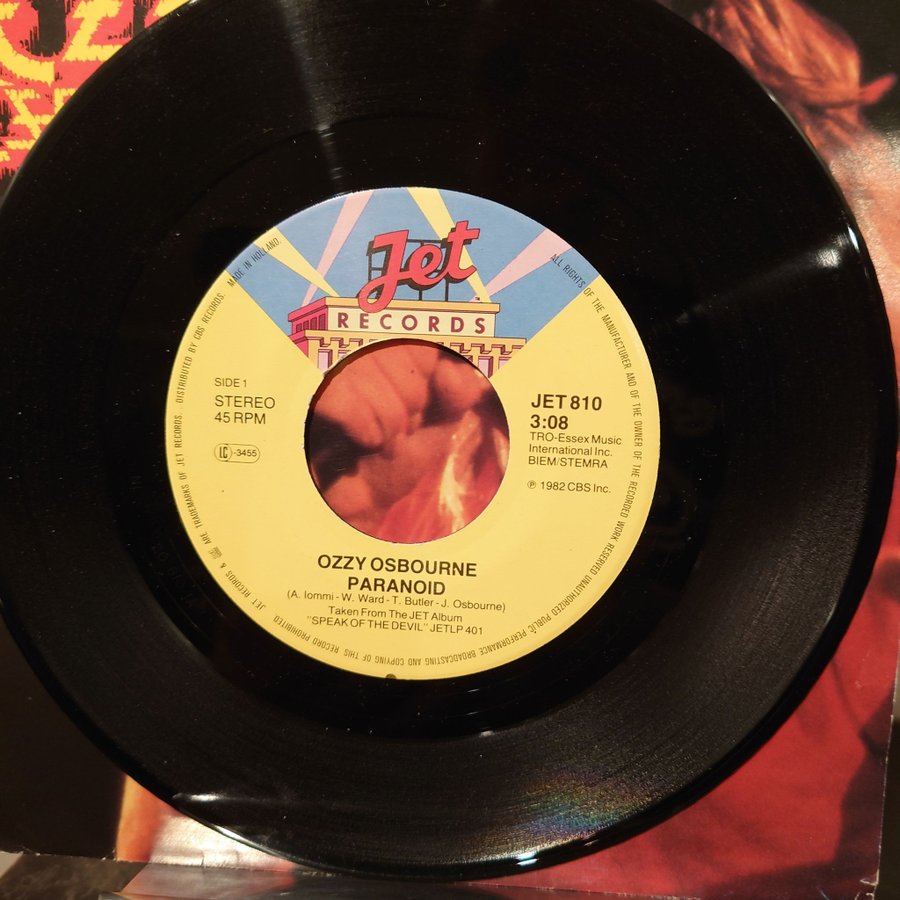 Jet
RECORDS
SIDE 1
STEREO
45 RPM
LC -3455
JET 810
3:08
TRO-Essex Music
International Inc.
BIEM/STEMRA
℗ 1982 CBS Inc.
OZZY OSBOURNE
PARANOID
(A. Iommi - W. Ward - T. Butler - J. Osbourne)
Taken From The JET Album
"SPEAK OF THE DEVIL" JETLP 401
JET RECORDS & ARE TRADEMARKS OF JET RECORDS. DISTRIBUTED BY CBS RECORDS. MADE IN HOLLAND.
ALL RIGHTS OF THE MANUFACTURER AND OF THE OWNER OF THE RECORDED WORK RESERVED UNAUTHORIZED PUBLIC PERFORMANCE BROADCASTING AND COPYING OF THIS RECORD PROHIBITED